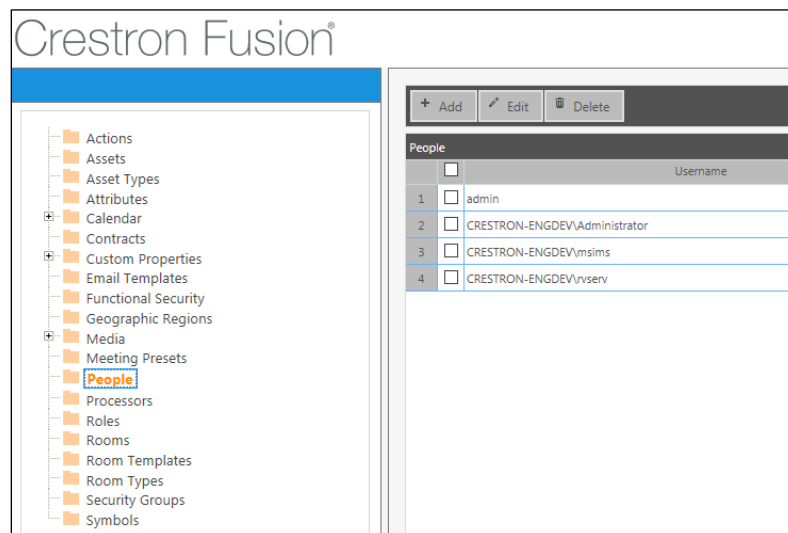 Crestron Fusion®
Actions
Assets
Asset Types
Attributes
Calendar
Contracts
Custom Properties
Email Templates
Functional Security
Geographic Regions
Media
Meeting Presets
People
Processors
Roles
Rooms
Room Templates
Room Types
Security Groups
Symbols
+ Add Edit Delete
People
Username
1 admin
2 CRESTRON-ENGDEV\Administrator
3 CRESTRON-ENGDEV\msims
4 CRESTRON-ENGDEV\rvserv